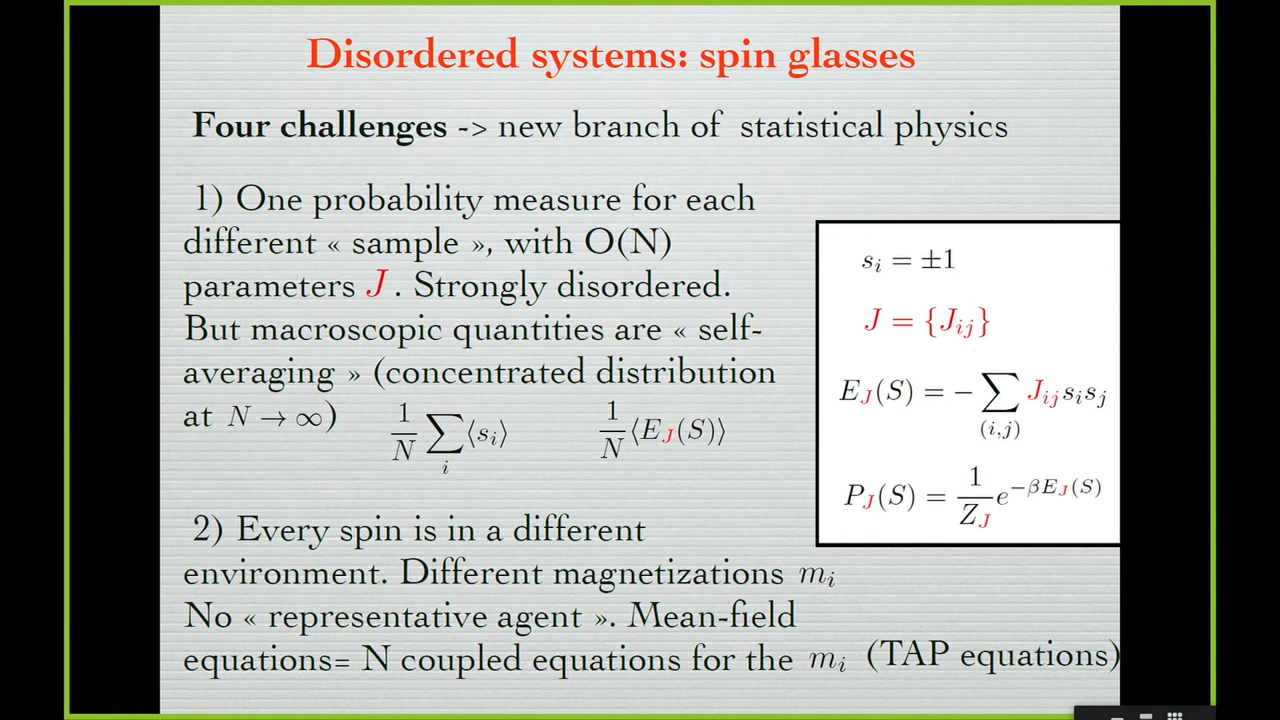 Disordered systems: spin glasses
Four challenges -> new branch of statistical physics
1) One probability measure for each
different « sample », with O(N)
parameters J . Strongly disordered.
But macroscopic quantities are « self-
averaging » (concentrated distribution
at N → ∞)
1/N ∑_i ⟨s_i⟩
1/N ⟨E_J(S)⟩
s_i = ±1
J = {J_ij}
E_J(S) = − ∑_(i,j) J_ij s_i s_j
P_J(S) = 1/Z_J e^{−βE_J(S)}
2) Every spin is in a different
environment. Different magnetizations m_i
No « representative agent ». Mean-field
equations= N coupled equations for the m_i (TAP equations)